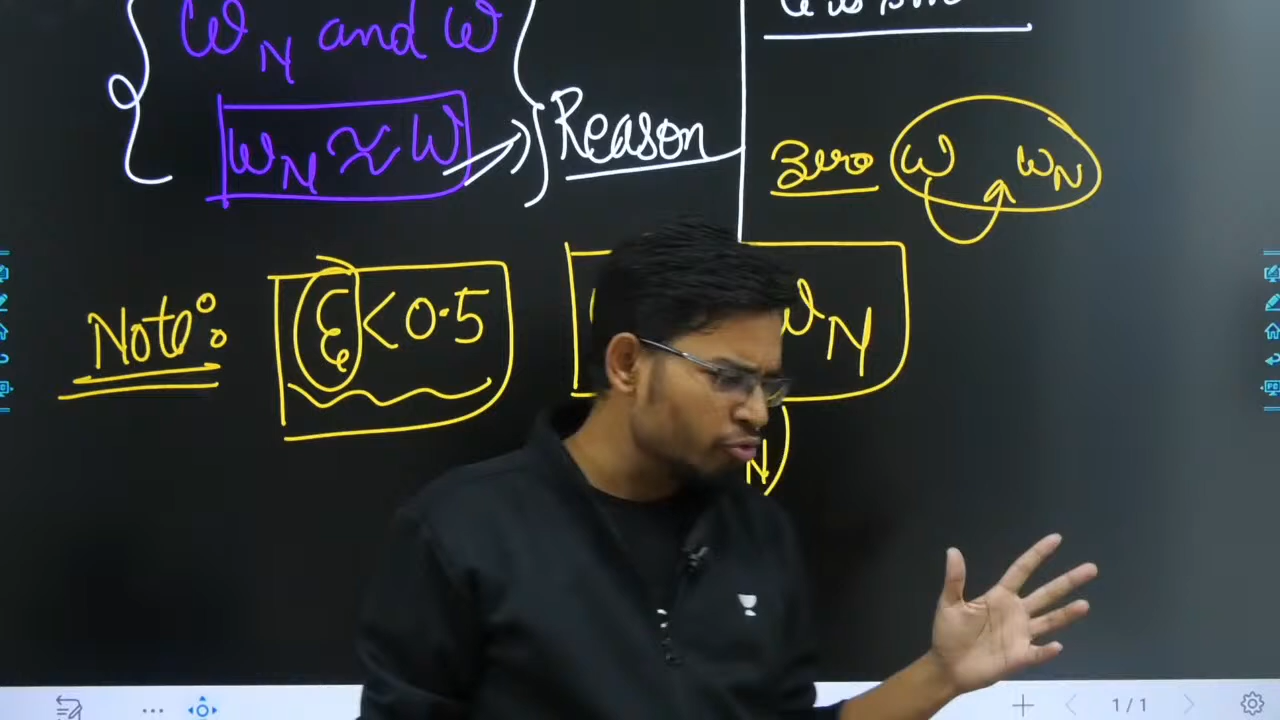 ω_N and ω
ω_N ≈ ω
Reason
zero ω ω_N
Note:
ξ < 0.5
ω_N
N)
1/1